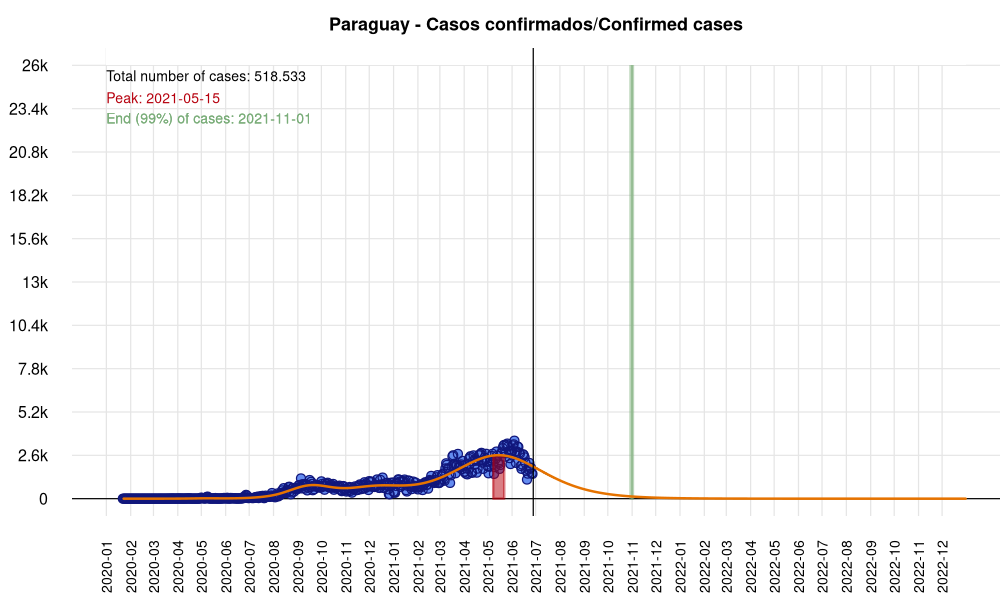 Paraguay - Casos confirmados/Confirmed cases
Total number of cases: 518.533
Peak: 2021-05-15
End (99%) of cases: 2021-11-01
26k
23.4k
20.8k
18.2k
15.6k
13k
10.4k
7.8k
5.2k
2.6k
0
2020-01
2020-02
2020-03
2020-04
2020-05
2020-06
2020-07
2020-08
2020-09
2020-10
2020-11
2020-12
2021-01
2021-02
2021-03
2021-04
2021-05
2021-06
2021-07
2021-08
2021-09
2021-10
2021-11
2021-12
2022-01
2022-02
2022-03
2022-04
2022-05
2022-06
2022-07
2022-08
2022-09
2022-10
2022-11
2022-12